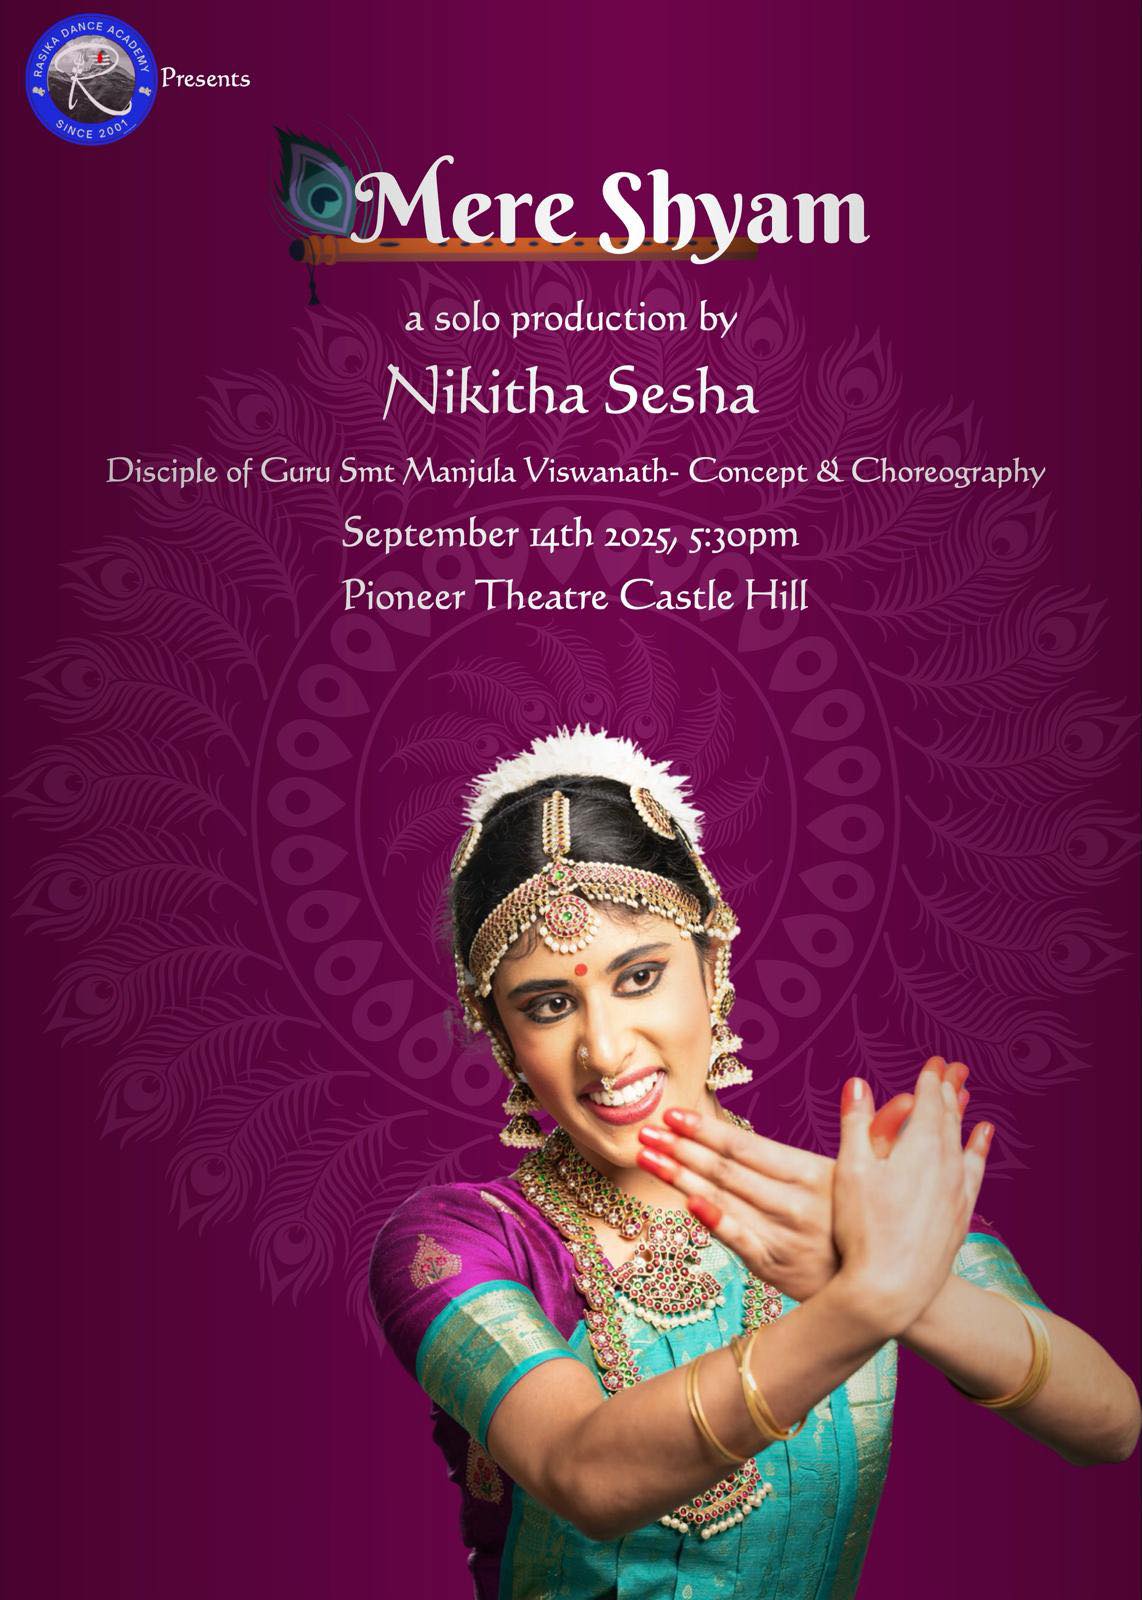 RASIKA DANCE ACADEMY
SINCE 2001
R
Presents
Mere Shyam
a solo production by
Nikitha Sesha
Disciple of Guru Smt Manjula Viswanath- Concept & Choreography
September 14th 2025, 5:30pm
Pioneer Theatre Castle Hill